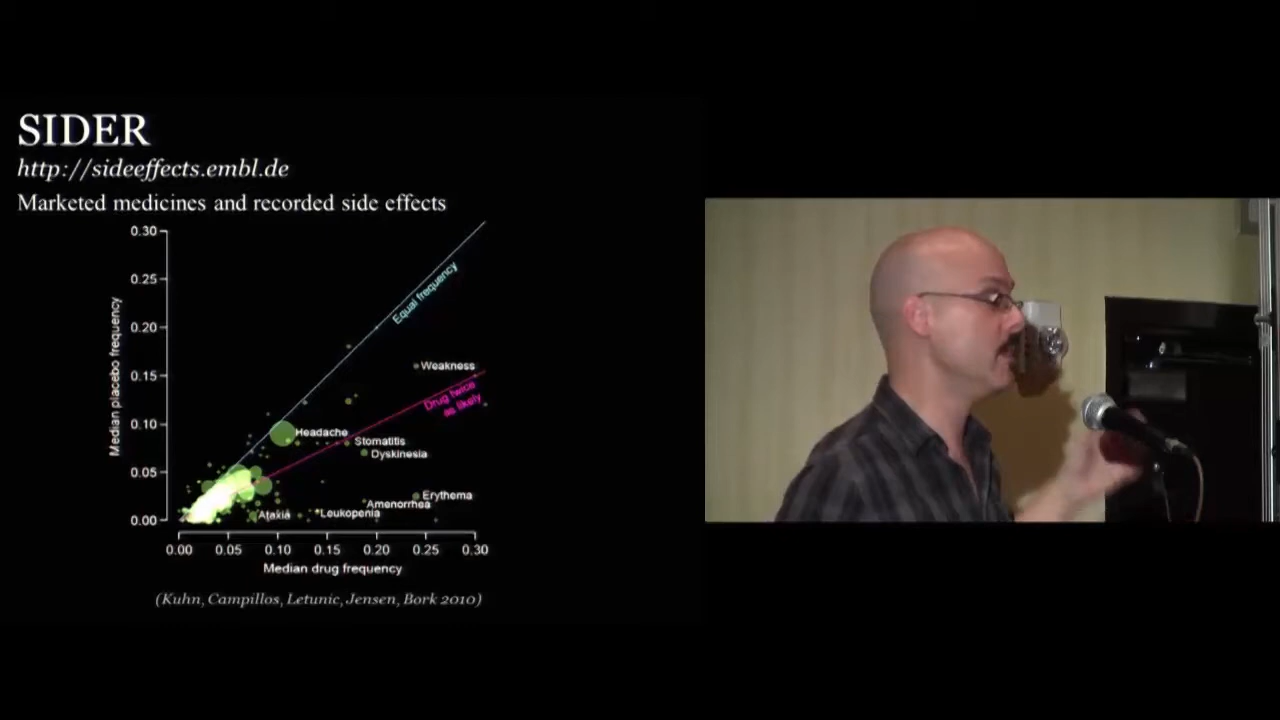 SIDER
http://sideeffects.embl.de
Marketed medicines and recorded side effects
0.30
0.25
0.20
0.15
0.10
0.05
0.00
Median placebo frequency
Equal frequency
Weakness
Drug twice
as likely
Headache
Stomatitis
Dyskinesia
Erythema
Amenorrhea
Ataxia
Leukopenia
0.00 0.05 0.10 0.15 0.20 0.25 0.30
Median drug frequency
(Kuhn, Campillos, Letunic, Jensen, Bork 2010)